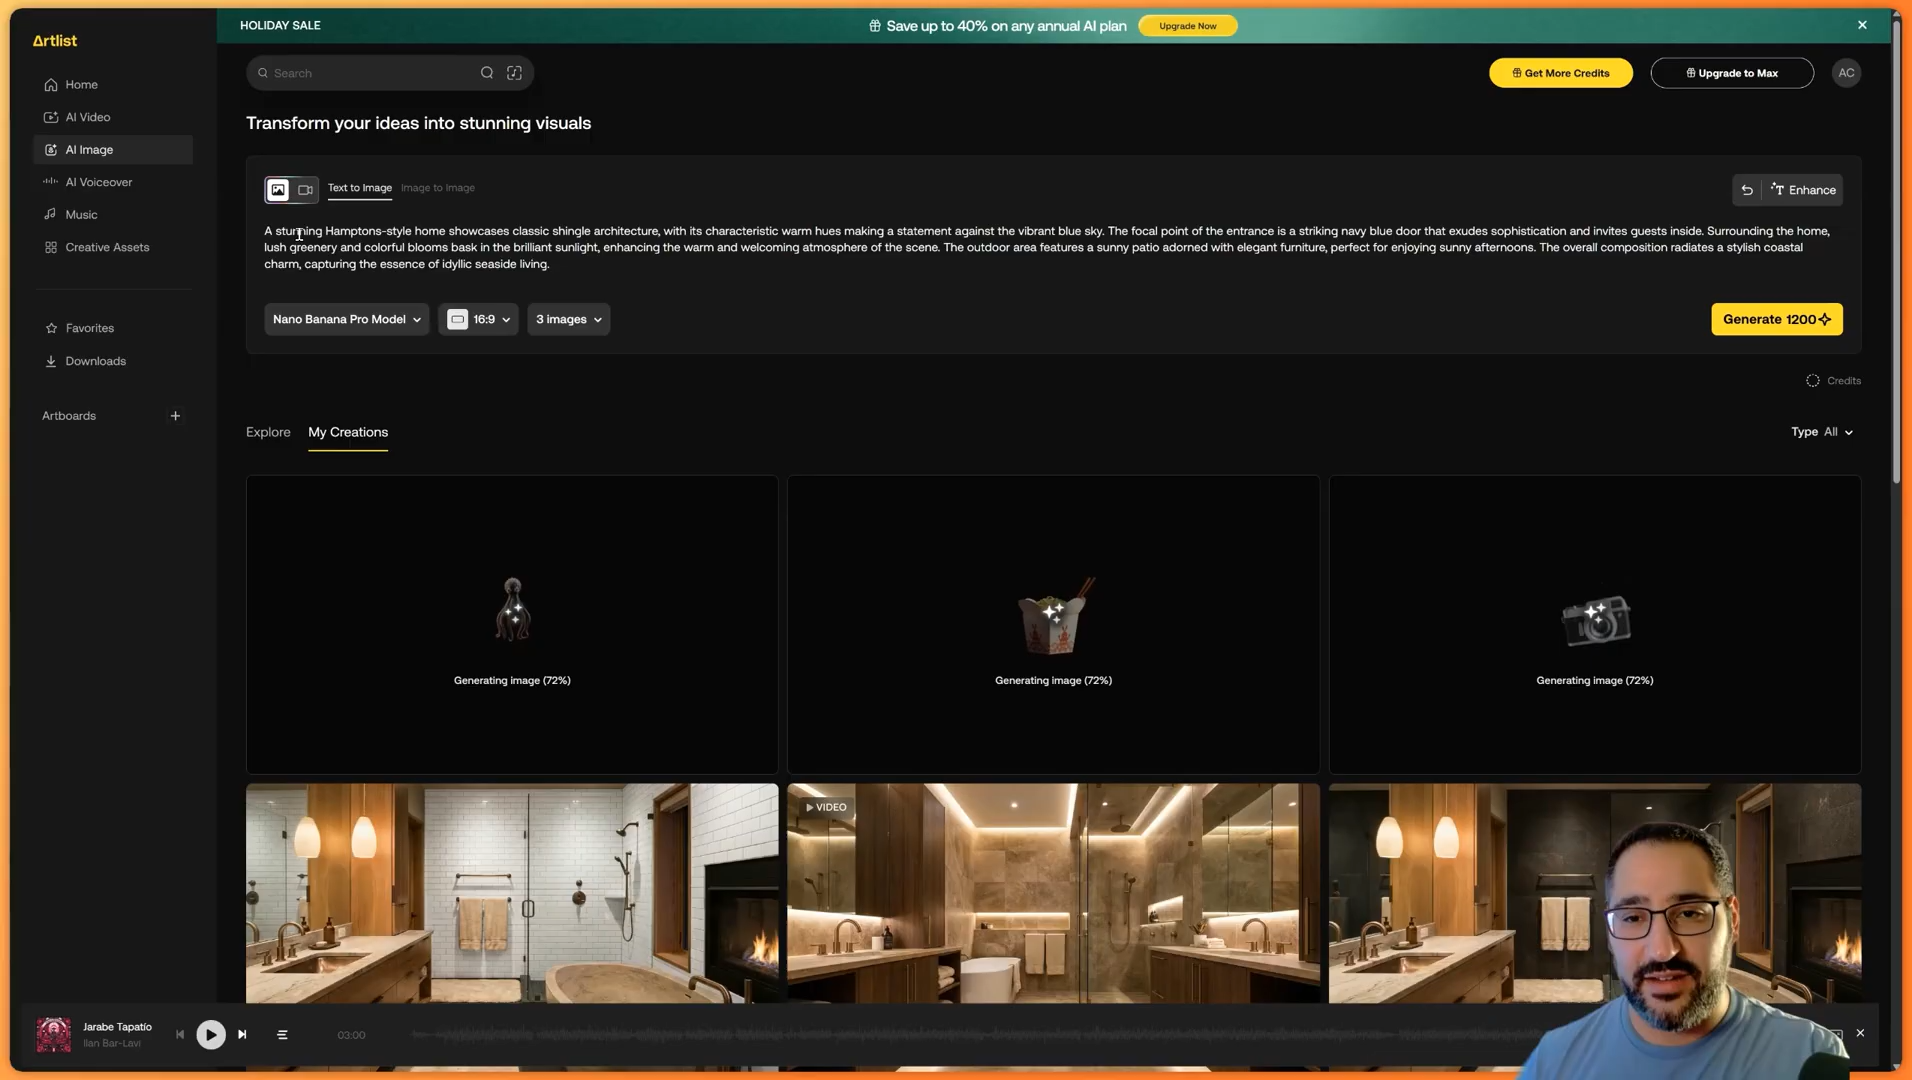 HOLIDAY SALE
Save up to 40% on any annual AI plan
Upgrade Now
Artlist
Search
Get More Credits
Upgrade to Max
AC
Home
AI Video
AI Image
AI Voiceover
Music
Creative Assets
Favorites
Downloads
Artboards
Transform your ideas into stunning visuals
Text to Image
Image to Image
Enhance
A stunning Hamptons-style home showcases classic shingle architecture, with its characteristic warm hues making a statement against the vibrant blue sky. The focal point of the entrance is a striking navy blue door that exudes sophistication and invites guests inside. Surrounding the home,
lush greenery and colorful blooms bask in the brilliant sunlight, enhancing the warm and welcoming atmosphere of the scene. The outdoor area features a sunny patio adorned with elegant furniture, perfect for enjoying sunny afternoons. The overall composition radiates a stylish coastal
charm, capturing the essence of idyllic seaside living.
Nano Banana Pro Model
16:9
3 images
Generate 1200
Credits
Explore
My Creations
Type All
Generating image (72%)
Generating image (72%)
Generating image (72%)
VIDEO
Jarabe Tapatío
Ilan Bar-Lavi
03:00